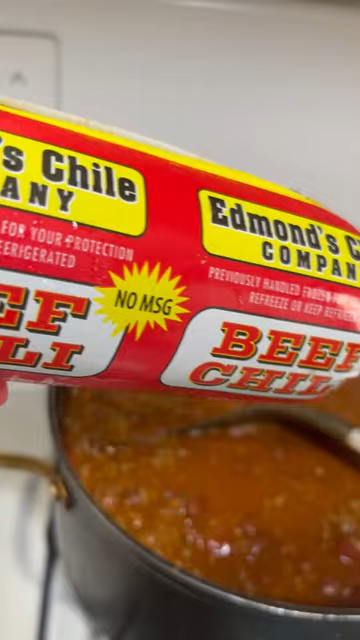 's Chile
ANY
FOR YOUR PROTECTION
EERIGERATED
EF
LI
NO MSG
Edmond's C
COMPAN
PREVIOUSLY HANDLED FROZEN
REFREEZE OR KEEP REFRI
BEEF
CHIL